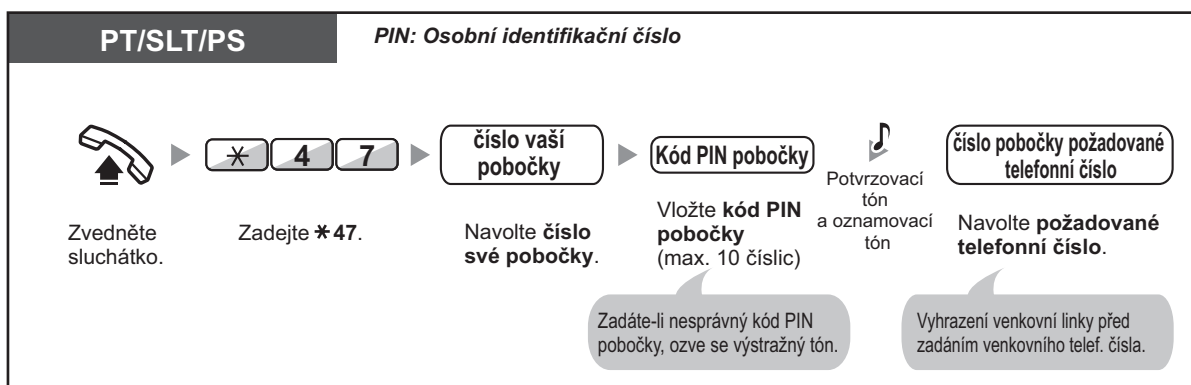 PT/SLT/PS
PIN: Osobní identifikační číslo
* 4 7
číslo vaší
pobočky
Kód PIN pobočky
číslo pobočky požadované
telefonní číslo
Zvedněte
sluchátko.
Zadejte *47.
Navolte číslo
své pobočky.
Vložte kód PIN
pobočky
(max. 10 číslic)
Potvrzovací
tón
a oznamovací
tón
Navolte požadované
telefonní číslo.
Zadáte-li nesprávný kód PIN
pobočky, ozve se výstražný tón.
Vyhrazení venkovní linky před
zadáním venkovního telef. čísla.